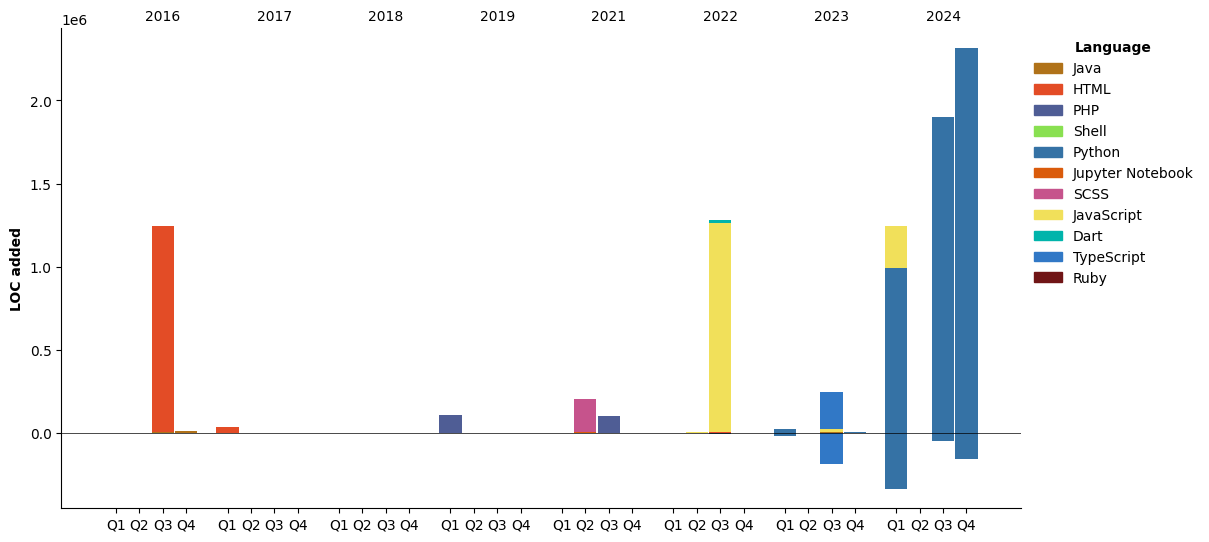 2016 2017 2018 2019 2021 2022 2023 2024
1e6
LOC added
2.0
1.5
1.0
0.5
0.0
Q1 Q2 Q3 Q4 Q1 Q2 Q3 Q4 Q1 Q2 Q3 Q4 Q1 Q2 Q3 Q4 Q1 Q2 Q3 Q4 Q1 Q2 Q3 Q4 Q1 Q2 Q3 Q4 Q1 Q2 Q3 Q4
Language
Java
HTML
PHP
Shell
Python
Jupyter Notebook
SCSS
JavaScript
Dart
TypeScript
Ruby